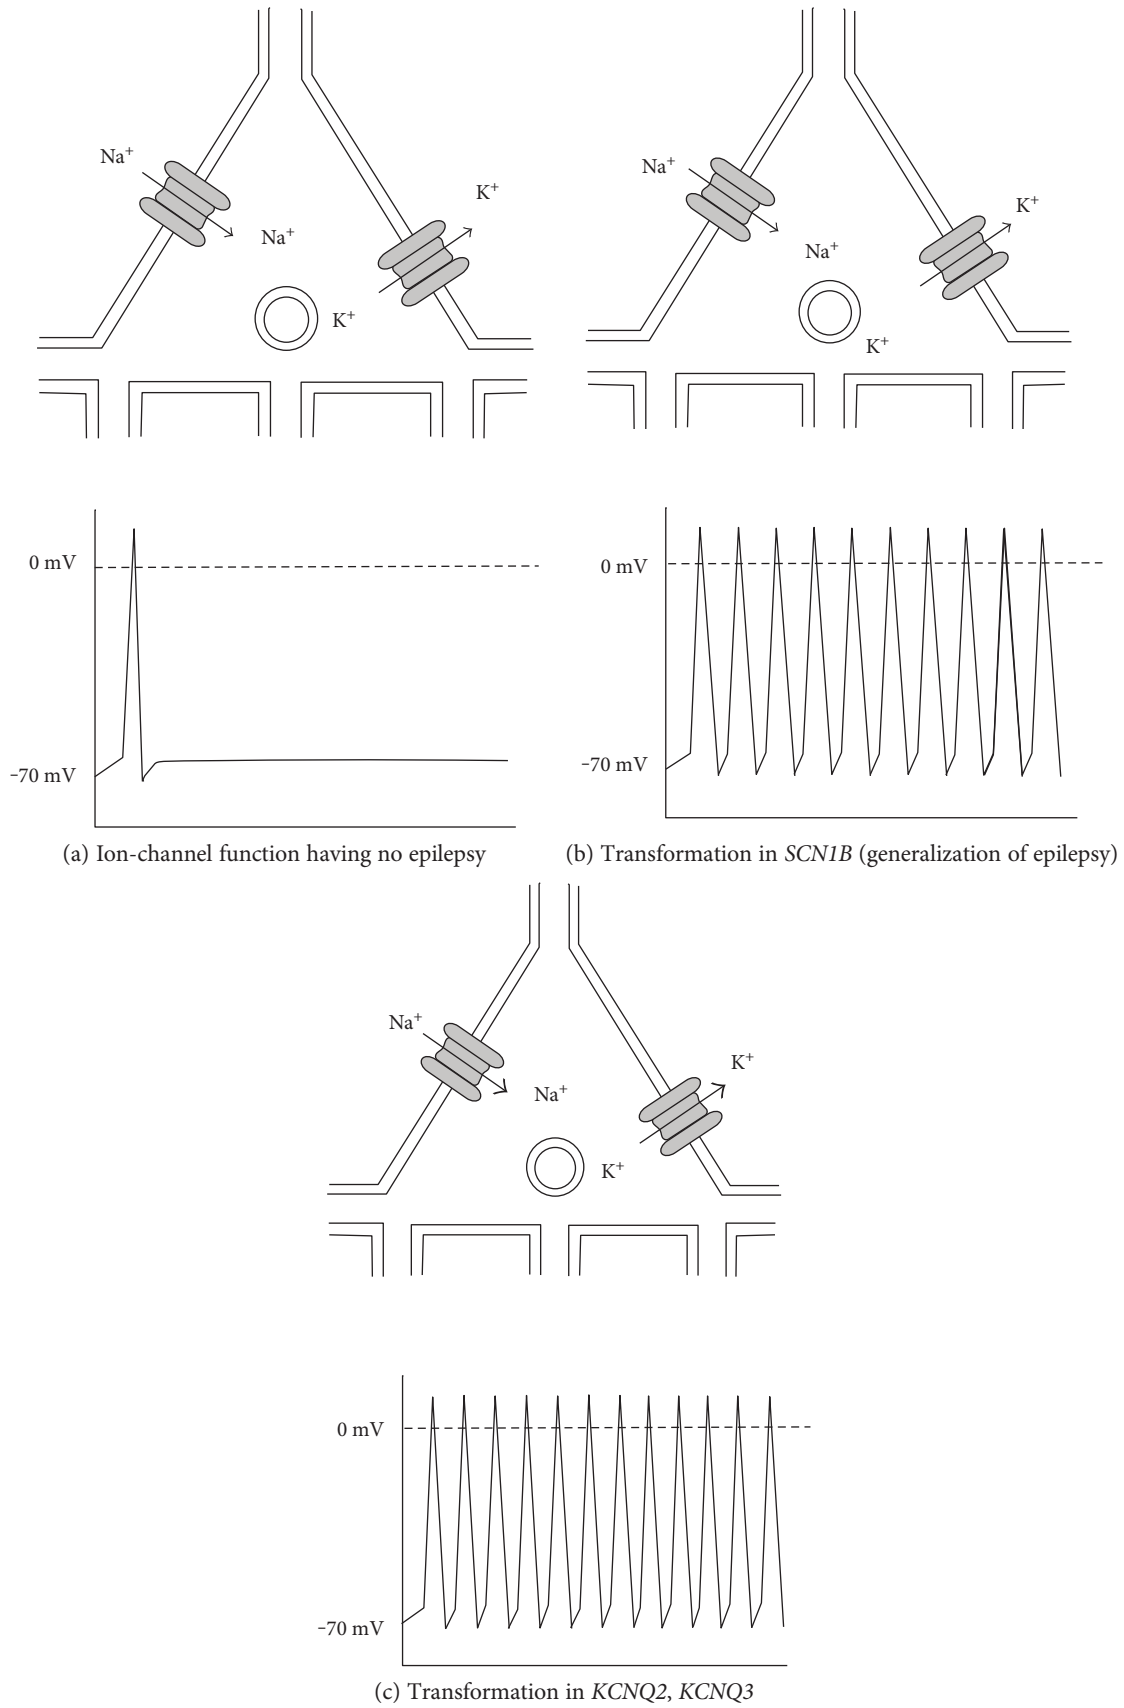 Na⁺
K⁺
Na⁺
K⁺
0 mV
-70 mV
(a) Ion-channel function having no epilepsy
Na⁺
K⁺
Na⁺
K⁺
0 mV
-70 mV
(b) Transformation in SCN1B (generalization of epilepsy)
Na⁺
K⁺
Na⁺
K⁺
0 mV
-70 mV
(c) Transformation in KCNQ2, KCNQ3